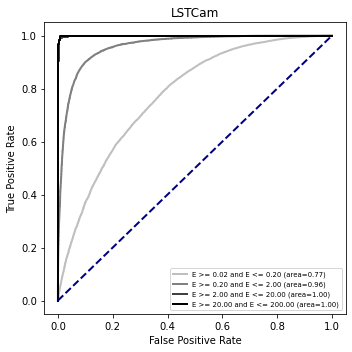 LSTCam
1.0
0.8
0.6
0.4
0.2
0.0
True Positive Rate
0.0 0.2 0.4 0.6 0.8 1.0
False Positive Rate
E >= 0.02 and E <= 0.20 (area=0.77)
E >= 0.20 and E <= 2.00 (area=0.96)
E >= 2.00 and E <= 20.00 (area=1.00)
E >= 20.00 and E <= 200.00 (area=1.00)